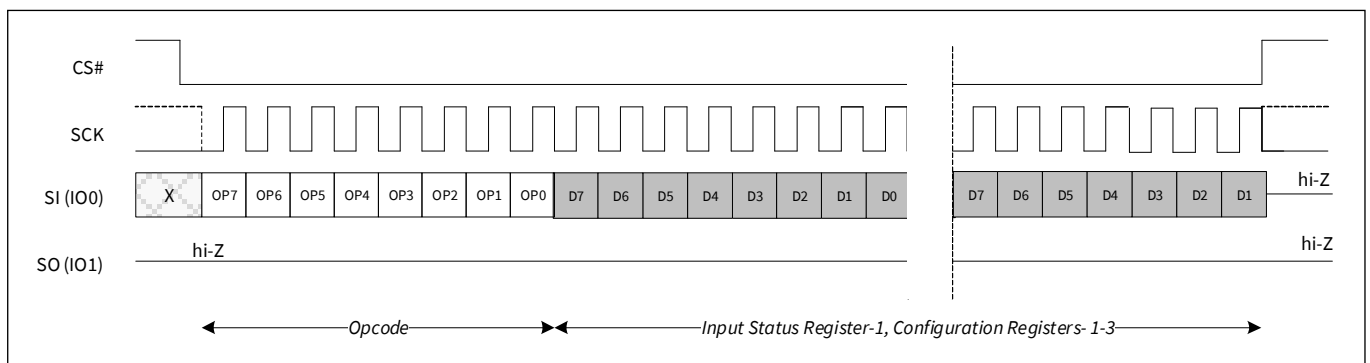 CS#
SCK
SI (IO0) X OP7 OP6 OP5 OP4 OP3 OP2 OP1 OP0 D7 D6 D5 D4 D3 D2 D1 D0 D7 D6 D5 D4 D3 D2 D1 hi-Z
SO (IO1) hi-Z hi-Z
Opcode Input Status Register-1, Configuration Registers- 1-3